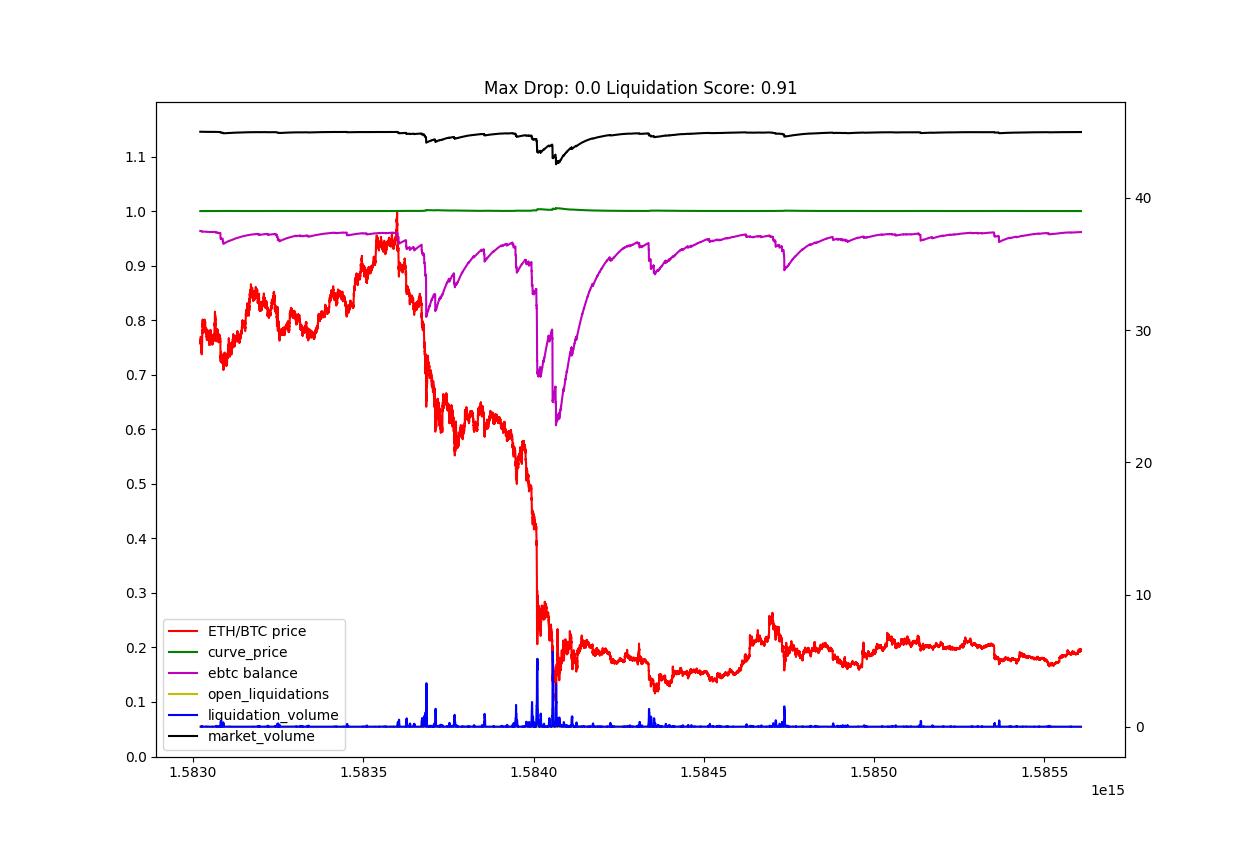 Max Drop: 0.0 Liquidation Score: 0.91
1.1
1.0
0.9
0.8
0.7
0.6
0.5
0.4
0.3
0.2
0.1
0.0
40
30
20
10
0
ETH/BTC price
curve_price
ebtc balance
open_liquidations
liquidation_volume
market_volume
1.5830 1.5835 1.5840 1.5845 1.5850 1.5855
1e15